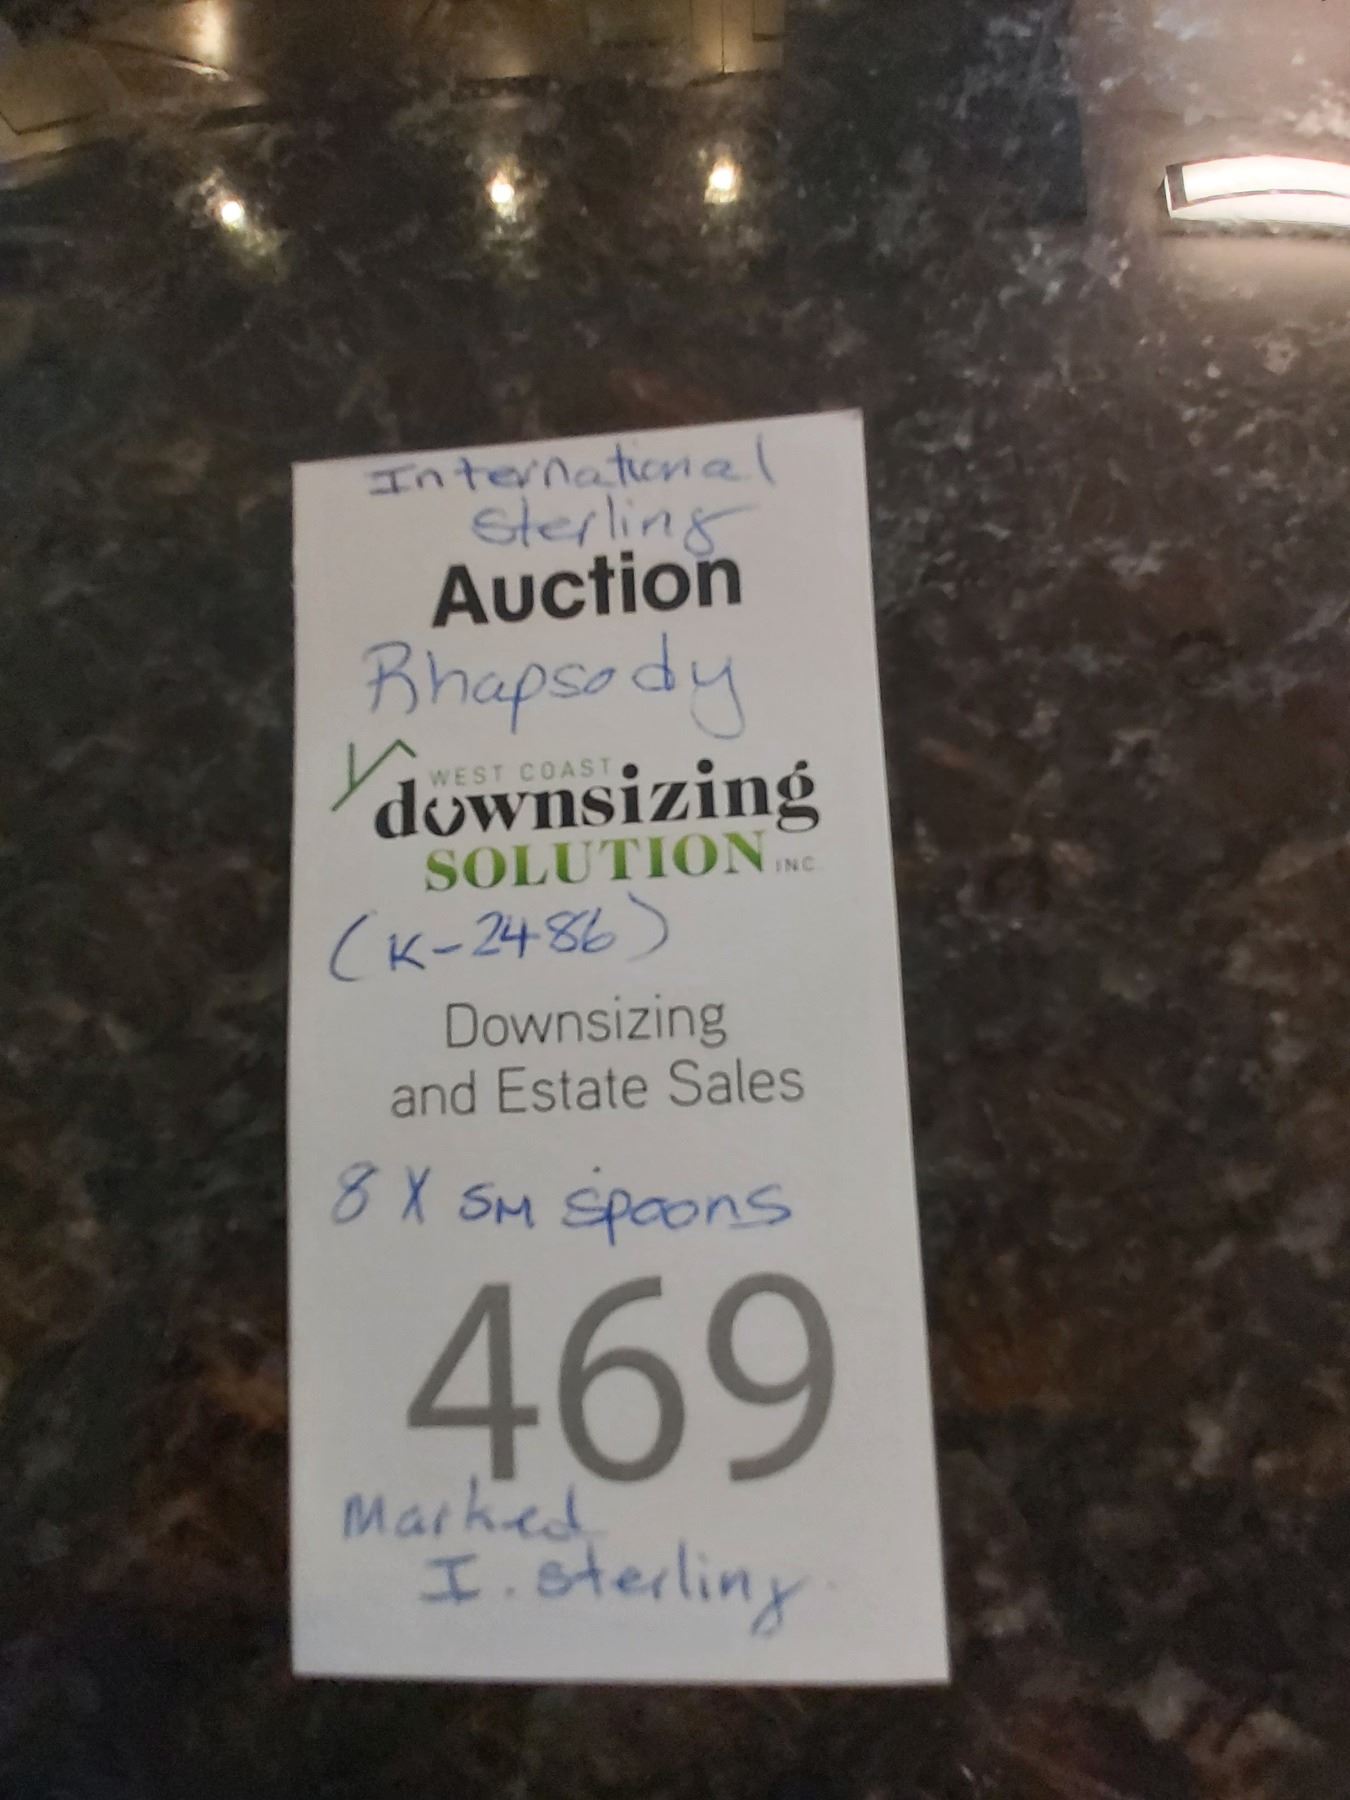 International
Sterling
Auction
Rhapsody
WEST COAST
downsizing
SOLUTION INC.
(K-2486)
Downsizing
and Estate Sales
8 X SM spoons
469
Marked
I. Sterling.